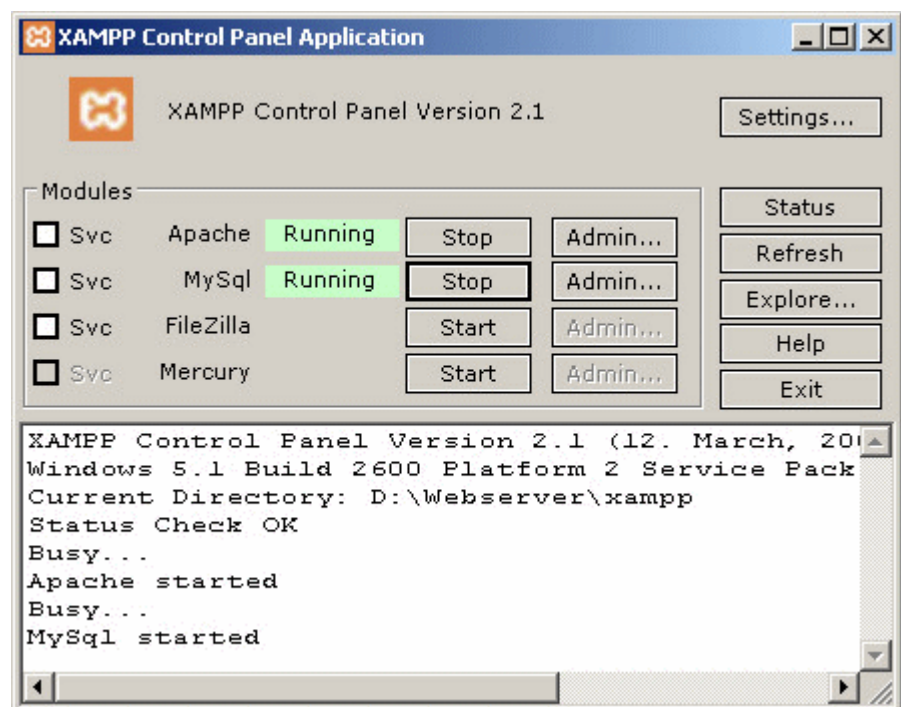 XAMPP Control Panel Application
XAMPP Control Panel Version 2.1
Settings...
Modules
Svc Apache Running Stop Admin...
Svc MySql Running Stop Admin...
Svc FileZilla Start Admin...
Svc Mercury Start Admin...
Status
Refresh
Explore...
Help
Exit
XAMPP Control Panel Version 2.1 (12. March,
Windows 5.1 Build 2600 Platform 2 Service Pack
Current Directory: D:\Webserver\xampp
Status Check OK
Busy...
Apache started
Busy...
MySql started